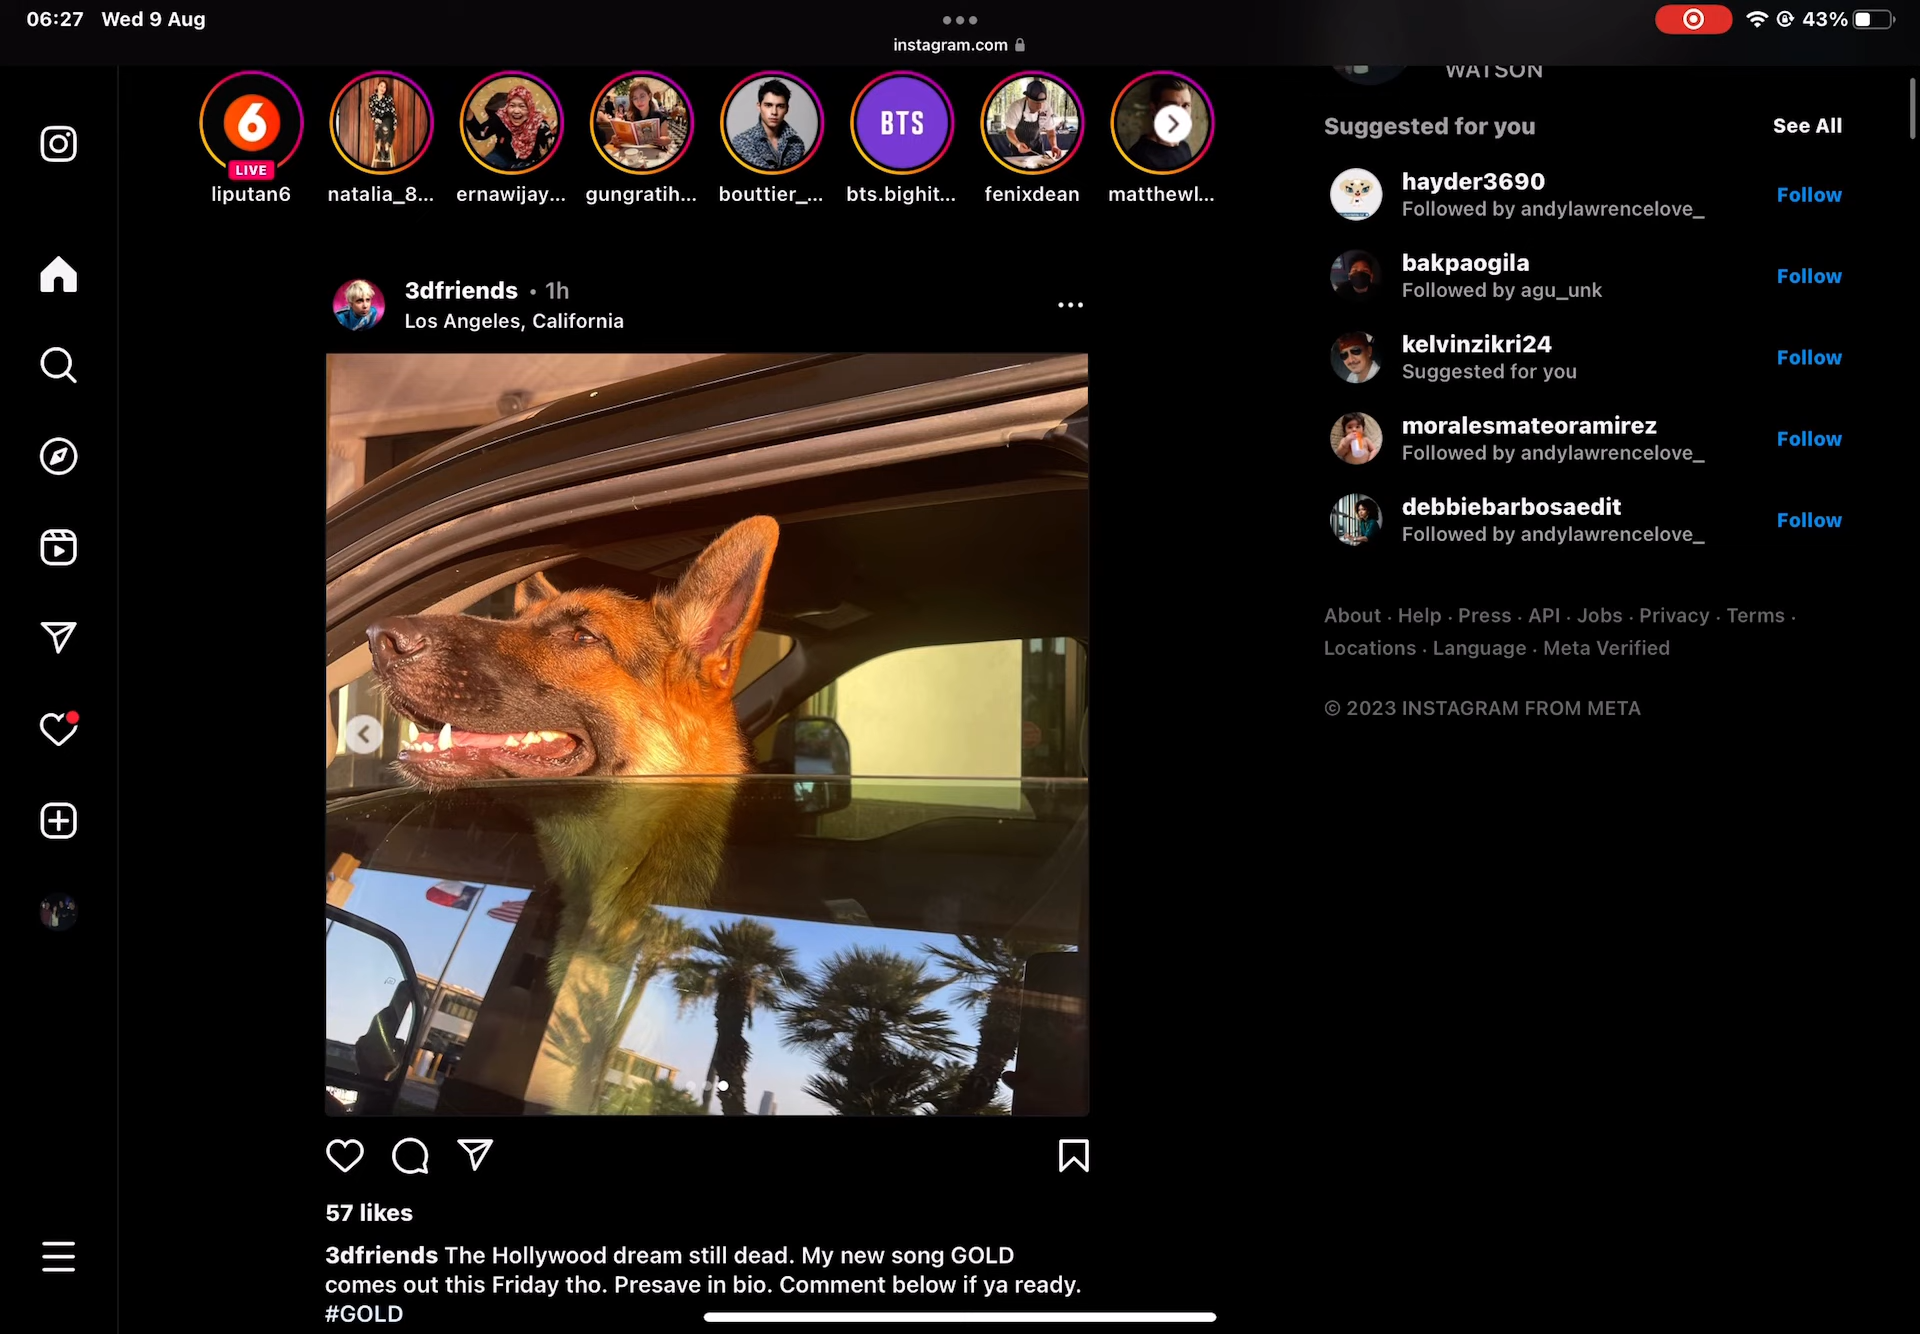 06:27 Wed 9 Aug
instagram.com
43%
WATSON
6
LIVE
BTS
liputan6
natalia_8...
ernawijay...
gungratih...
bouttier_...
bts.bighit...
fenixdean
matthewl...
3dfriends • 1h
Los Angeles, California
57 likes
3dfriends The Hollywood dream still dead. My new song GOLD
comes out this Friday tho. Presave in bio. Comment below if ya ready.
#GOLD
Suggested for you
See All
hayder3690
Followed by andylawrencelove_
Follow
bakpaogila
Followed by agu_unk
Follow
kelvinzikri24
Suggested for you
Follow
moralesmateoramirez
Followed by andylawrencelove_
Follow
debbiebarbosaedit
Followed by andylawrencelove_
Follow
About · Help · Press · API · Jobs · Privacy · Terms ·
Locations · Language · Meta Verified
© 2023 INSTAGRAM FROM META